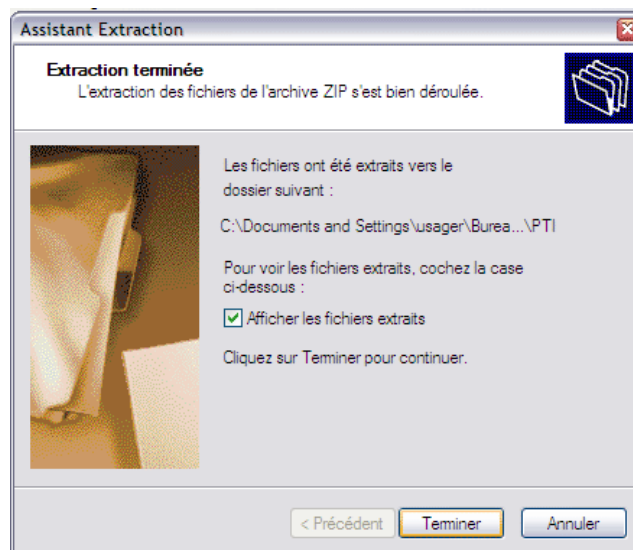 Assistant Extraction
Extraction terminée
L'extraction des fichiers de l'archive ZIP s'est bien déroulée.
Les fichiers ont été extraits vers le
dossier suivant :
C:\Documents and Settings\usager\Burea...\PTI
Pour voir les fichiers extraits, cochez la case
ci-dessous :
Afficher les fichiers extraits
Cliquez sur Terminer pour continuer.
< Précédent Terminer Annuler